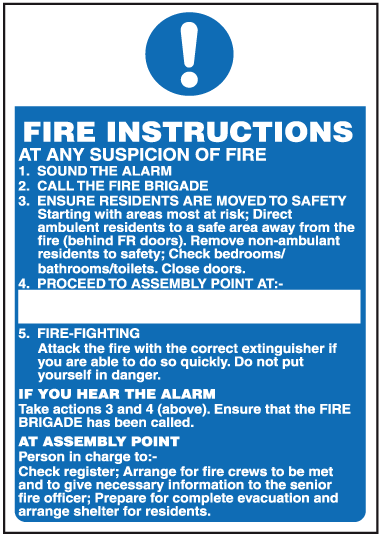 FIRE INSTRUCTIONS
AT ANY SUSPICION OF FIRE
1. SOUND THE ALARM
2. CALL THE FIRE BRIGADE
3. ENSURE RESIDENTS ARE MOVED TO SAFETY
Starting with areas most at risk; Direct
ambulent residents to a safe area away from the
fire (behind FR doors). Remove non-ambulant
residents to safety; Check bedrooms/
bathrooms/toilets. Close doors.
4. PROCEED TO ASSEMBLY POINT AT:-
5. FIRE-FIGHTING
Attack the fire with the correct extinguisher if
you are able to do so quickly. Do not put
yourself in danger.
IF YOU HEAR THE ALARM
Take actions 3 and 4 (above). Ensure that the FIRE
BRIGADE has been called.
AT ASSEMBLY POINT
Person in charge to:-
Check register; Arrange for fire crews to be met
and to give necessary information to the senior
fire officer; Prepare for complete evacuation and
arrange shelter for residents.